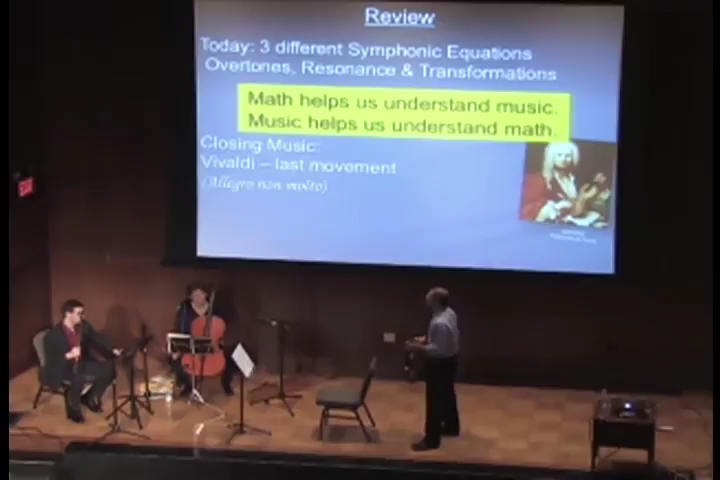 Review
Today: 3 different Symphonic Equations
Overtones, Resonance & Transformations
Math helps us understand music.
Music helps us understand math.
Closing Music:
Vivaldi – last movement
(Allegro non molto)
EXIT